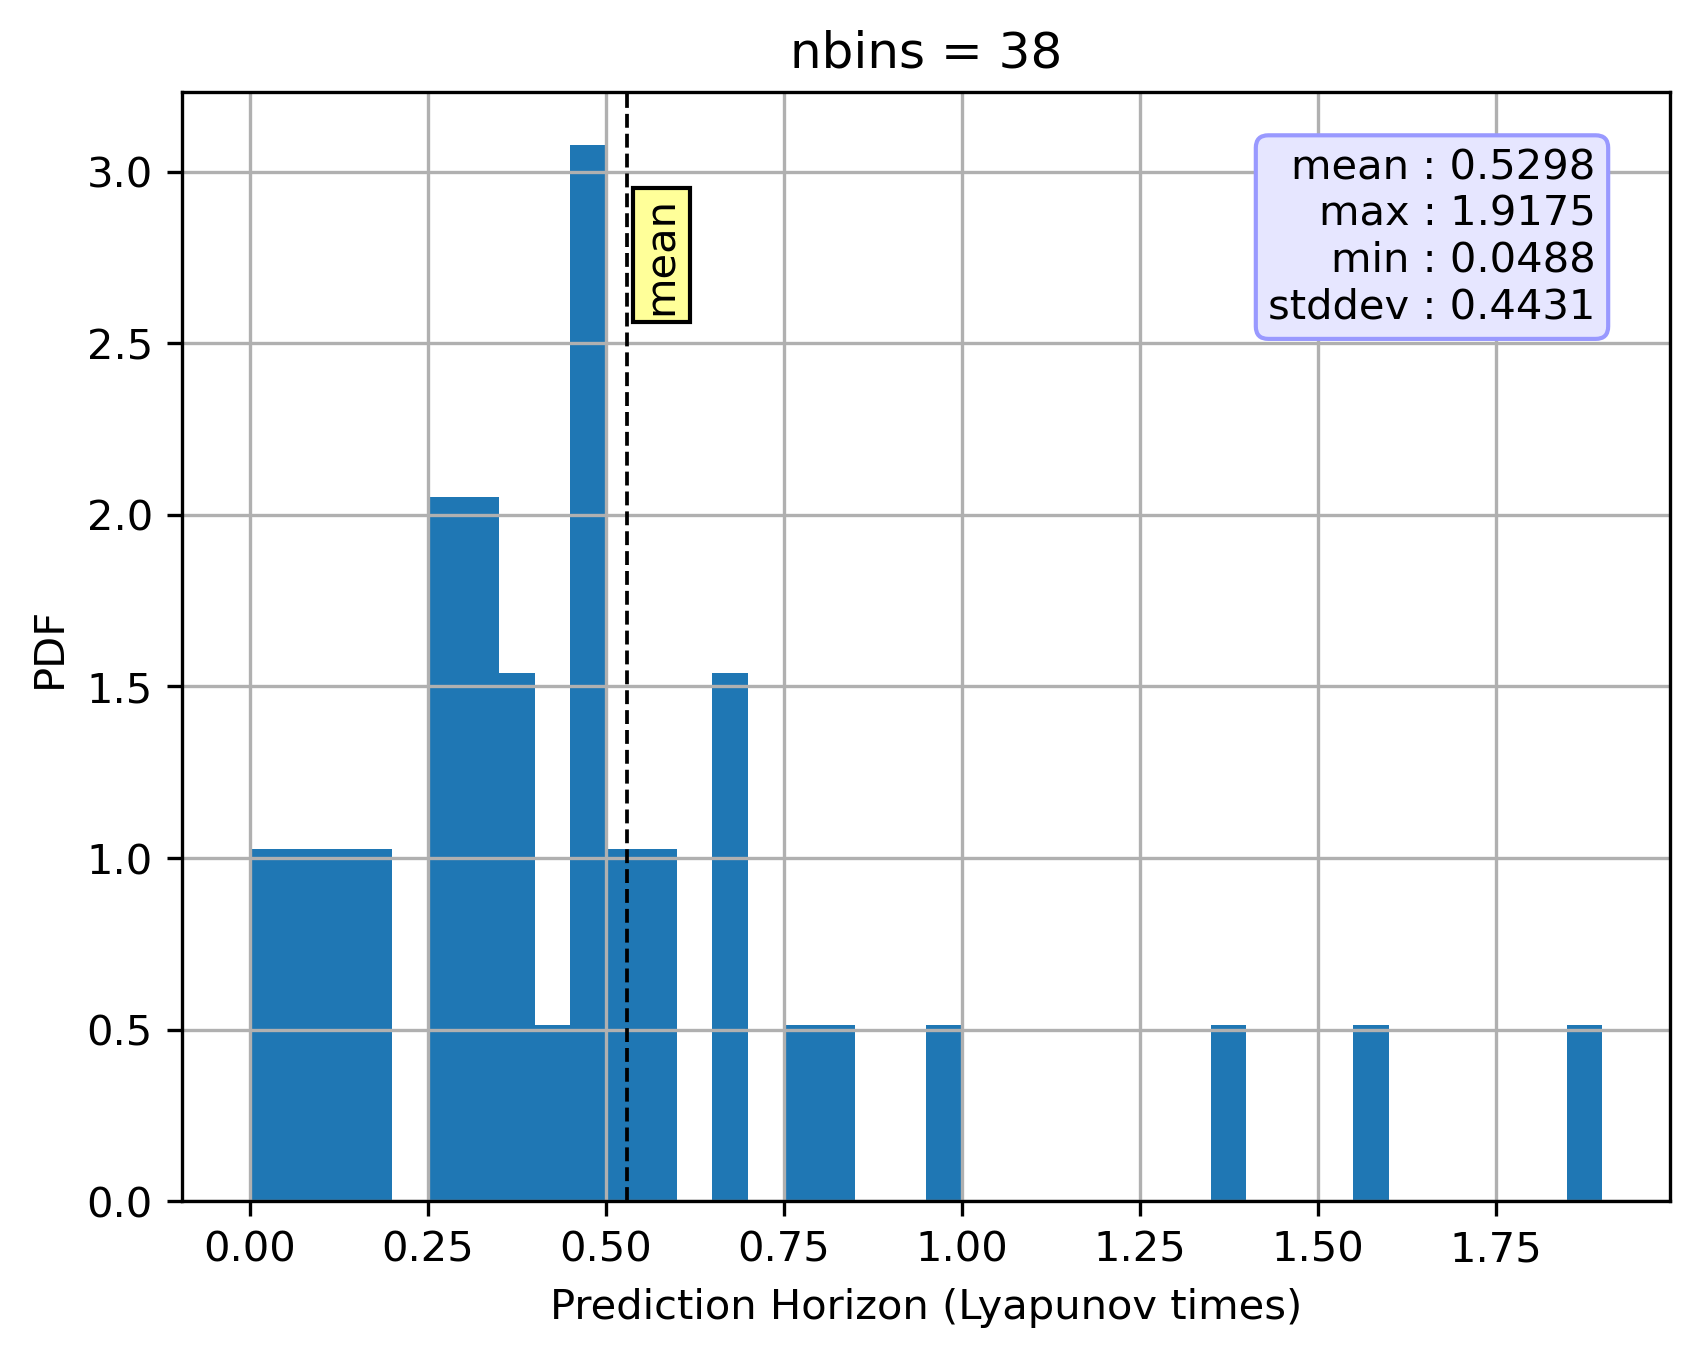 nbins = 38
3.0
2.5
2.0
1.5
1.0
0.5
0.0
PDF
mean
mean : 0.5298
max : 1.9175
min : 0.0488
stddev : 0.4431
0.00 0.25 0.50 0.75 1.00 1.25 1.50 1.75
Prediction Horizon (Lyapunov times)